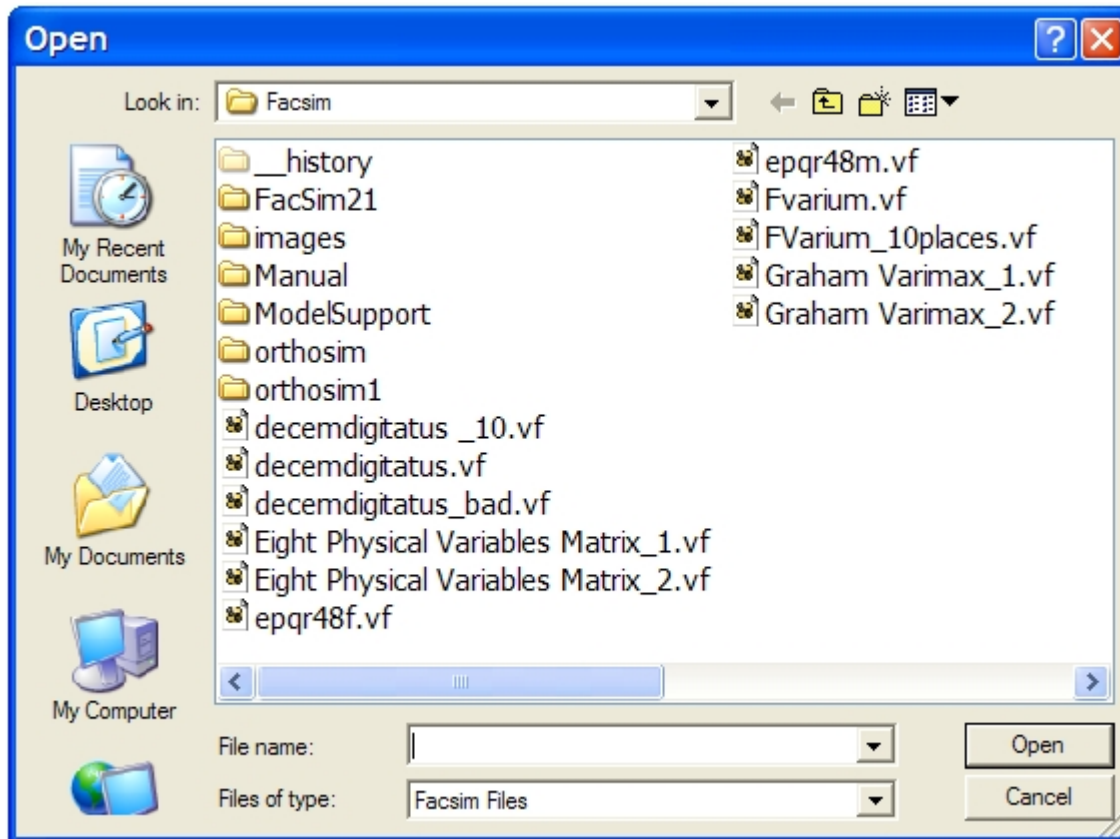 Open
Look in: Facsim
My Recent
Documents
Desktop
My Documents
My Computer
__history
FacSim21
images
Manual
ModelSupport
orthosim
orthosim1
decemdigitatus _10.vf
decemdigitatus.vf
decemdigitatus_bad.vf
Eight Physical Variables Matrix_1.vf
Eight Physical Variables Matrix_2.vf
epqr48f.vf
epqr48m.vf
Fvarium.vf
FVarium_10places.vf
Graham Varimax_1.vf
Graham Varimax_2.vf
File name:
Open
Files of type: Facsim Files
Cancel